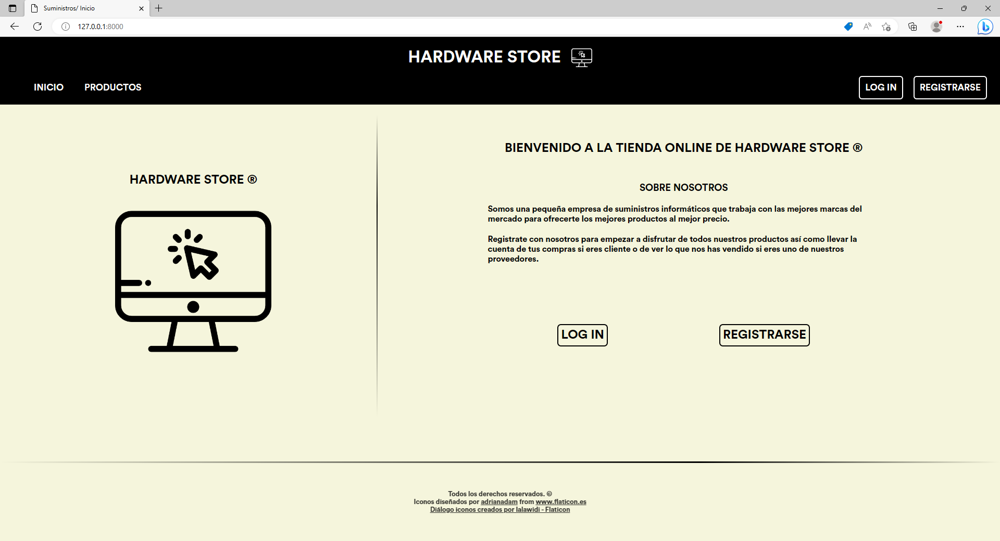 Suministros/ Inicio
127.0.0.1:8000
HARDWARE STORE
INICIO
PRODUCTOS
LOG IN
REGISTRARSE
HARDWARE STORE ®
BIENVENIDO A LA TIENDA ONLINE DE HARDWARE STORE ®
SOBRE NOSOTROS
Somos una pequeña empresa de suministros informáticos que trabaja con las mejores marcas del
mercado para ofrecerte los mejores productos al mejor precio.
Registrate con nosotros para empezar a disfrutar de todos nuestros productos así como llevar la
cuenta de tus compras si eres cliente o de ver lo que nos has vendido si eres uno de nuestros
proveedores.
LOG IN
REGISTRARSE
Todos los derechos reservados. ©
Iconos diseñados por adrianadam from www.flaticon.es
Diálogo iconos creados por lalawidi - Flaticon